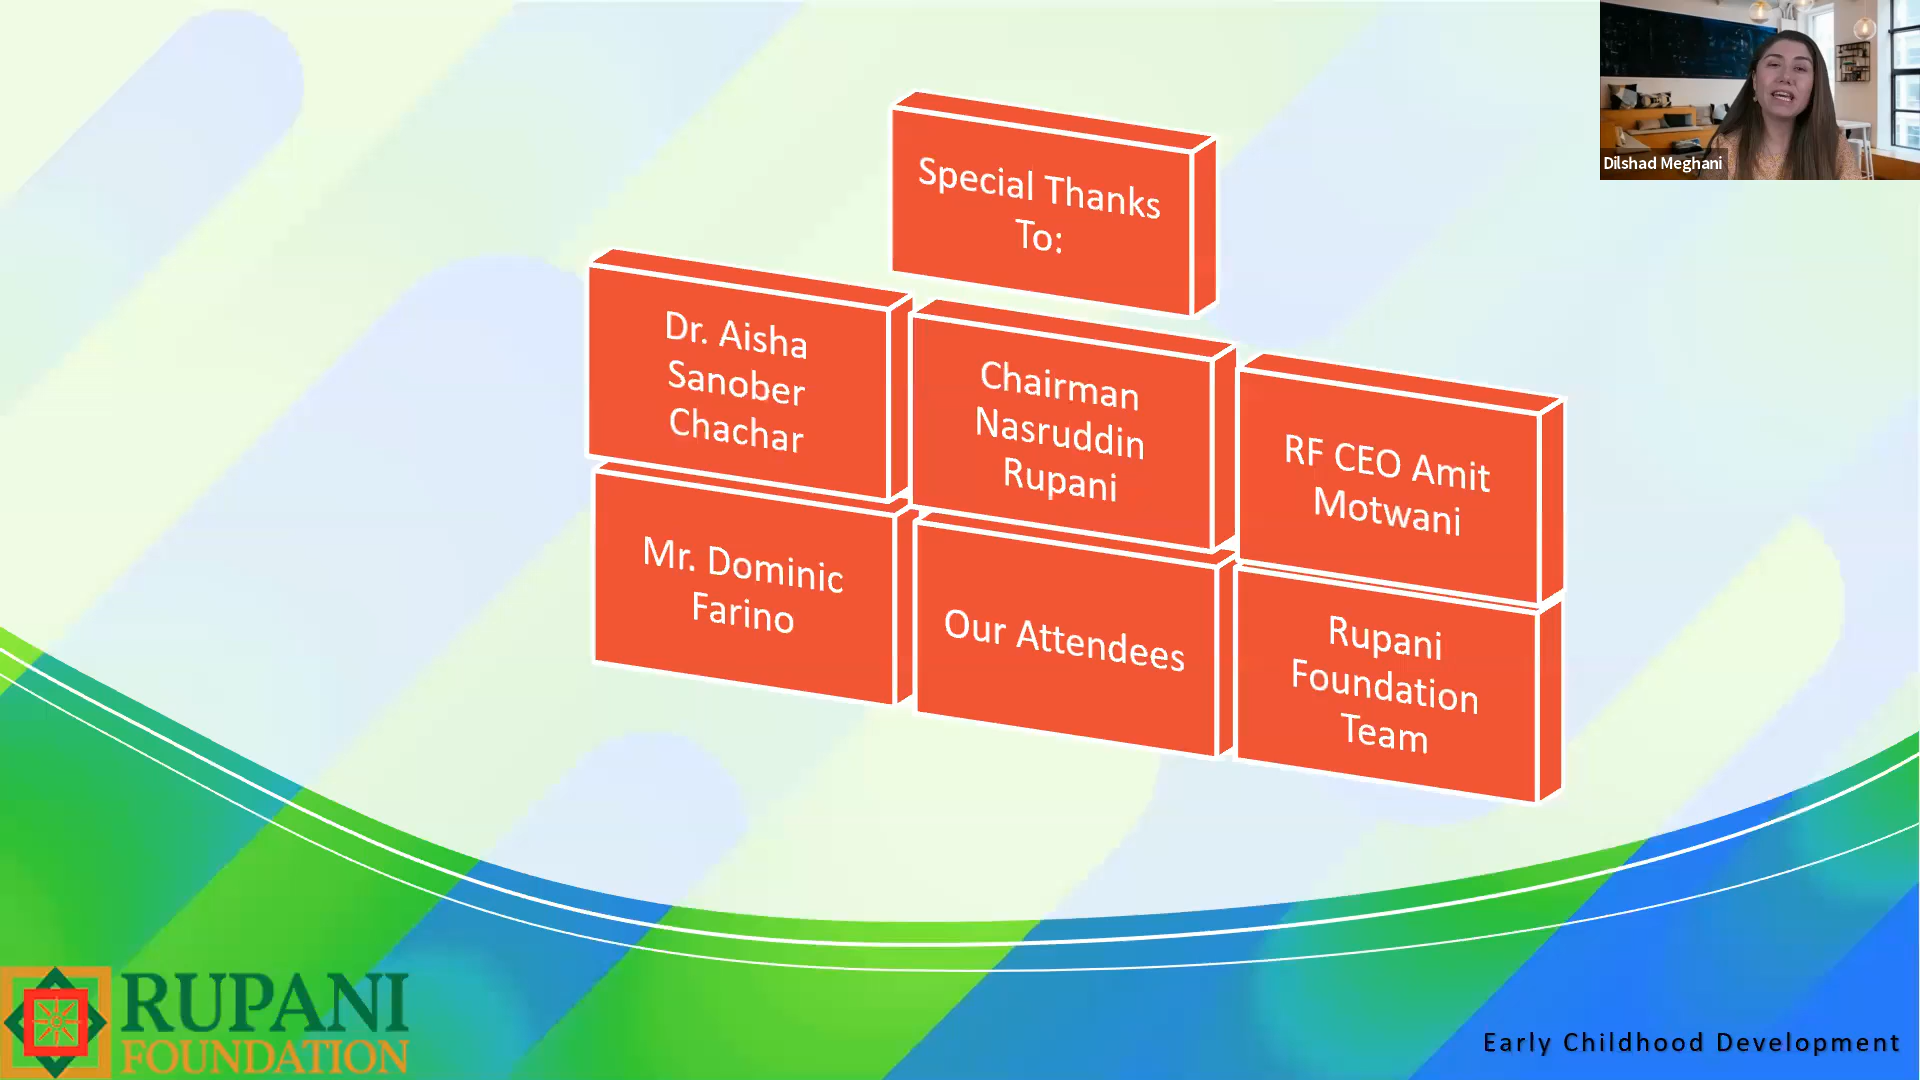 Dilshad Meghani
Special Thanks
To:
Dr. Aisha
Sanober
Chachar
Chairman
Nasruddin
Rupani
RF CEO Amit
Motwani
Mr. Dominic
Farino
Our Attendees
Rupani
Foundation
Team
RUPANI
FOUNDATION
Early Childhood Development